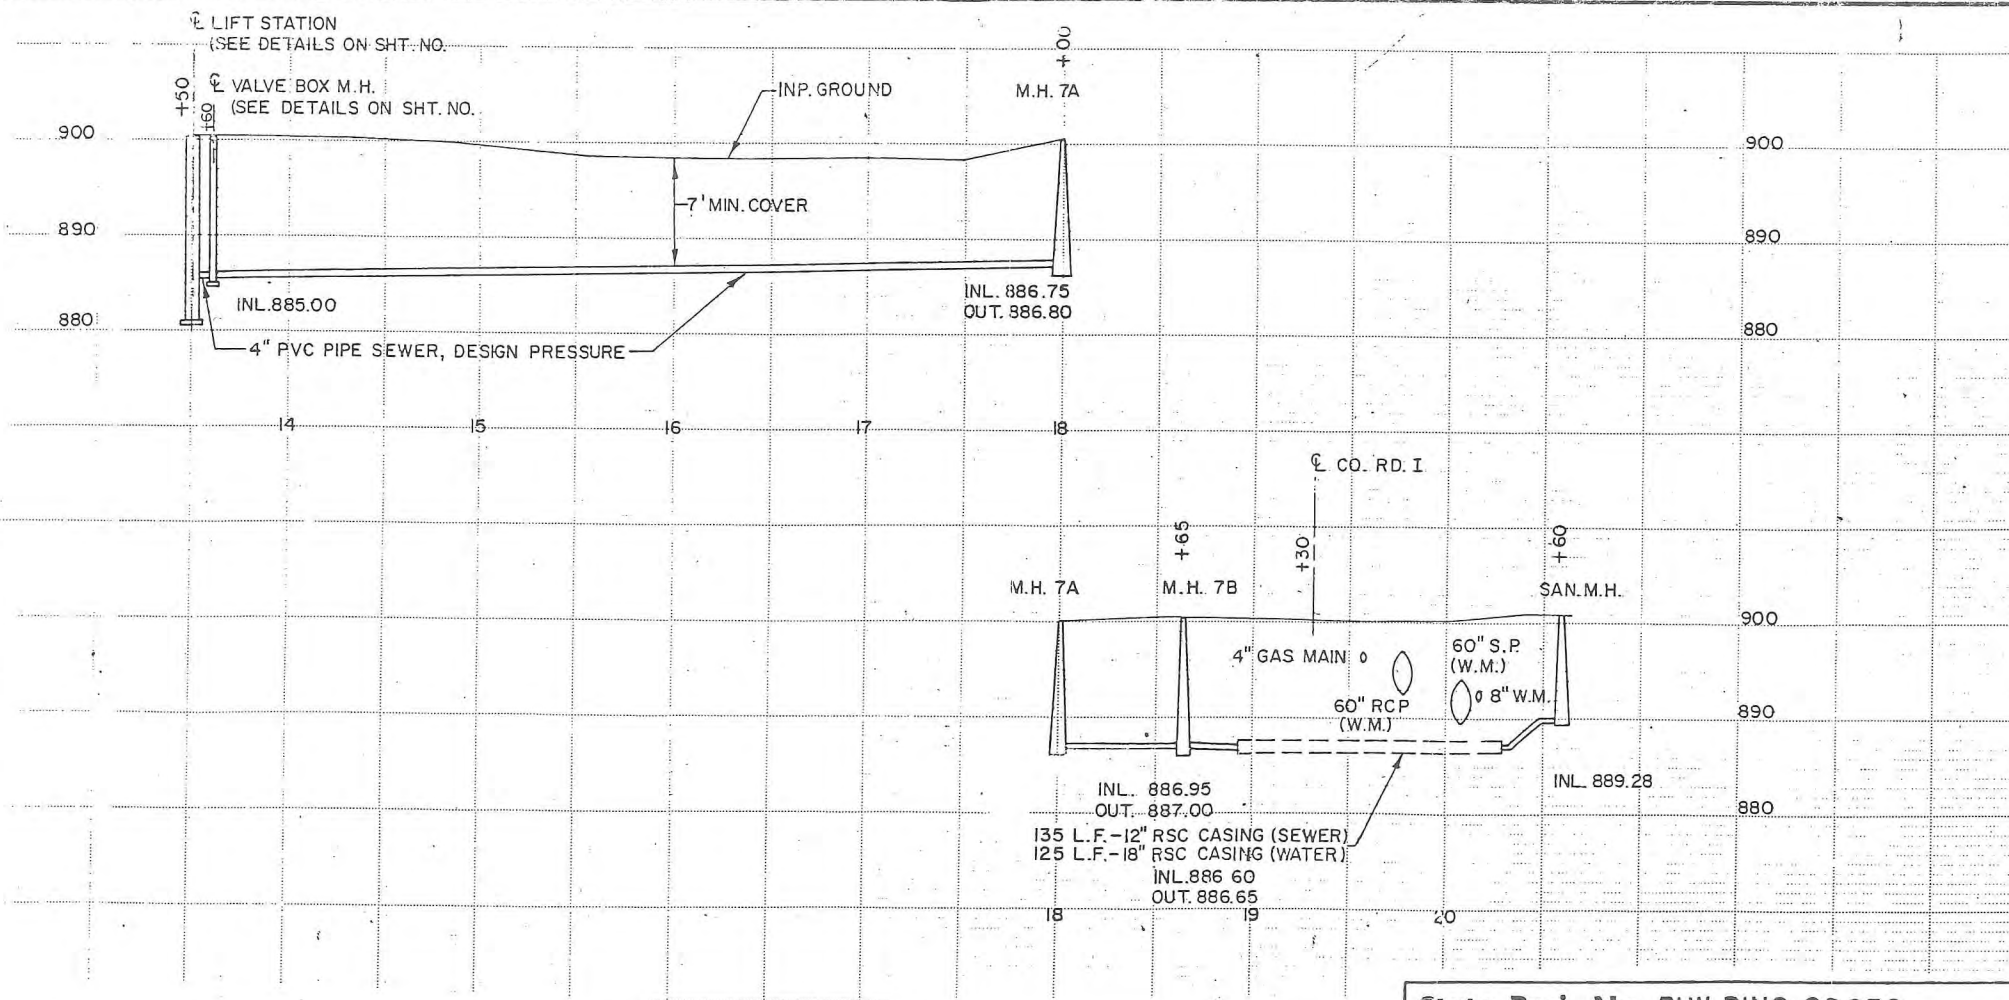 ℄ LIFT STATION
(SEE DETAILS ON SHT. NO.
+50
+60
℄ VALVE BOX M.H.
(SEE DETAILS ON SHT. NO.
INP. GROUND
+00
M.H. 7A
900
900
7' MIN. COVER
890
890
INL. 885.00
INL. 886.75
OUT. 886.80
880
880
4" PVC PIPE SEWER, DESIGN PRESSURE
14
15
16
17
18
℄ CO. RD. I
+65
+30
+60
M.H. 7A
M.H. 7B
SAN. M.H.
900
4" GAS MAIN
60" S.P.
(W.M.)
8" W.M.
60" RCP
(W.M.)
890
INL. 886.95
OUT. 887.00
INL. 889.28
880
135 L.F.-12" RSC CASING (SEWER)
125 L.F.-18" RSC CASING (WATER)
INL. 886 60
OUT. 886.65
18
19
20